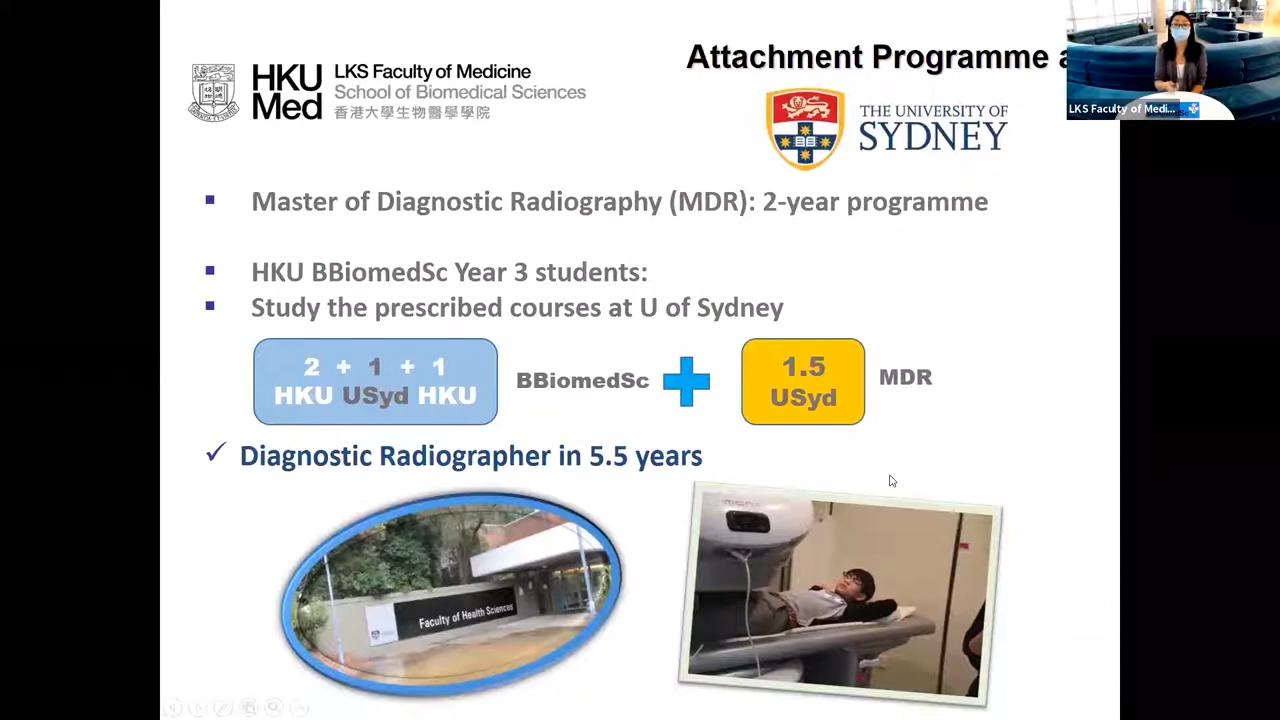 HKU
Med
LKS Faculty of Medicine
School of Biomedical Sciences
香港大學生物醫學學院
Attachment Programme a
THE UNIVERSITY OF
SYDNEY
LKS Faculty of Medi...
Master of Diagnostic Radiography (MDR): 2-year programme
HKU BBiomedSc Year 3 students:
Study the prescribed courses at U of Sydney
2 + 1 + 1
HKU USyd HKU
BBiomedSc
1.5
USyd
MDR
Diagnostic Radiographer in 5.5 years
Faculty of Health Sciences